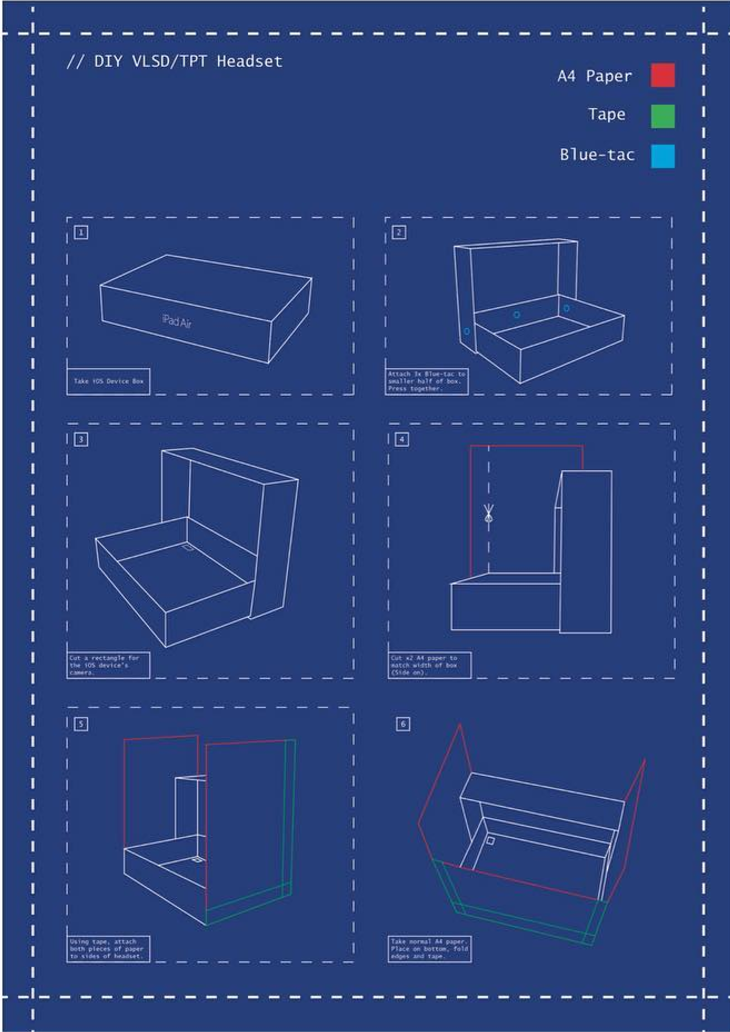 // DIY VLSD/TPT Headset
A4 Paper
Tape
Blue-tac
1
iPad Air
Take iOS Device Box
2
Attach 3x Blue-tac to
smaller half of box.
Press together.
3
Cut a rectangle for
the iOS device's
camera.
4
Cut x2 A4 paper to
match width of box
(Side on).
5
Using tape, attach
both pieces of paper
to sides of headset.
6
Take normal A4 paper.
Place on bottom, fold
edges and tape.